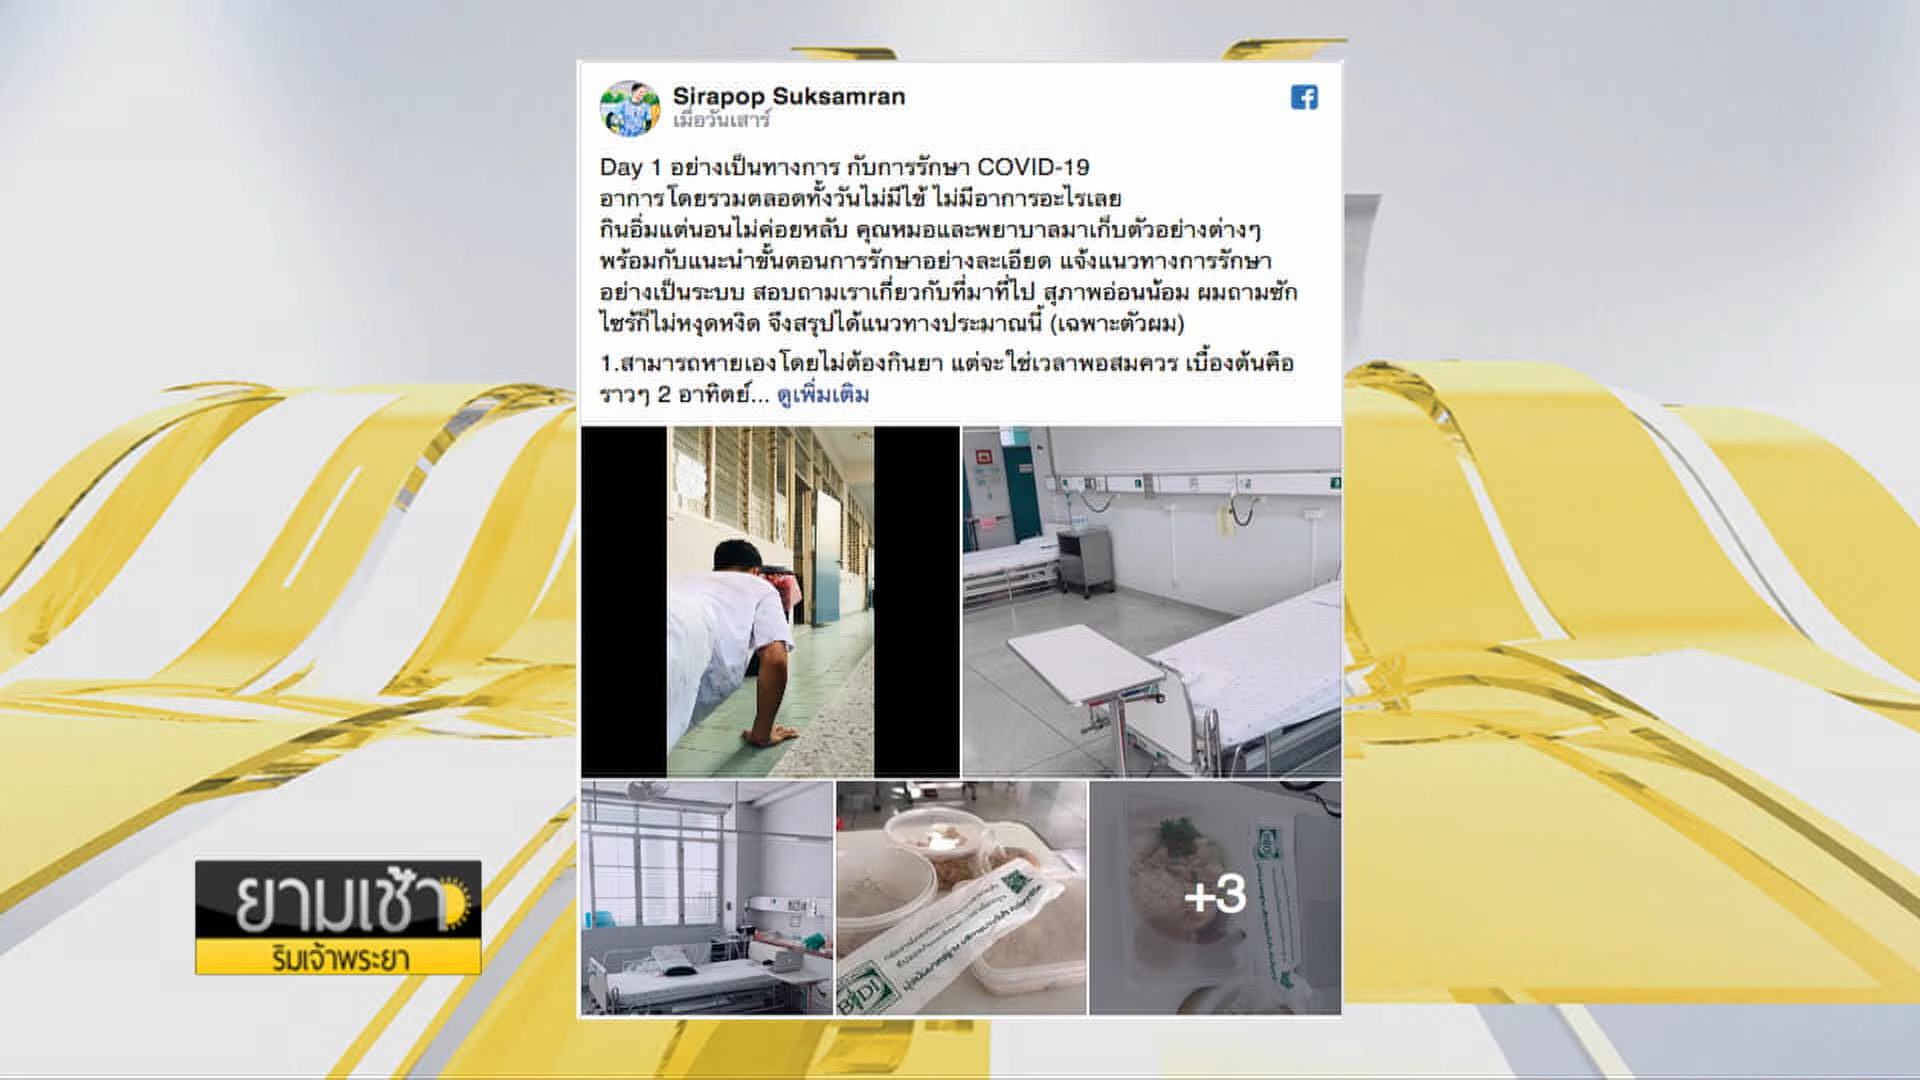 Sirapop Suksamran
เมื่อวันเสาร์
Day 1 อย่างเป็นทางการ กับการรักษา COVID-19
อาการโดยรวมตลอดทั้งวันไม่มีไข้ ไม่มีอาการอะไรเลย
กินอิ่มแต่นอนไม่ค่อยหลับ คุณหมอและพยาบาลมาเก็บตัวอย่างต่างๆ
พร้อมกับแนะนำขั้นตอนการรักษาอย่างละเอียด แจ้งแนวทางการรักษา
อย่างเป็นระบบ สอบถามเราเกี่ยวกับที่มาที่ไป สุภาพอ่อนน้อม ผมถามซัก
ไซร้ก็ไม่หงุดหงิด จึงสรุปได้แนวทางประมาณนี้ (เฉพาะตัวผม)
1.สามารถหายเองโดยไม่ต้องกินยา แต่จะใช่เวลาพอสมควร เบื้องต้นคือ
ราวๆ 2 อาทิตย์... ดูเพิ่มเติม
+3
BIDI
ยามเช้า
ริมเจ้าพระยา